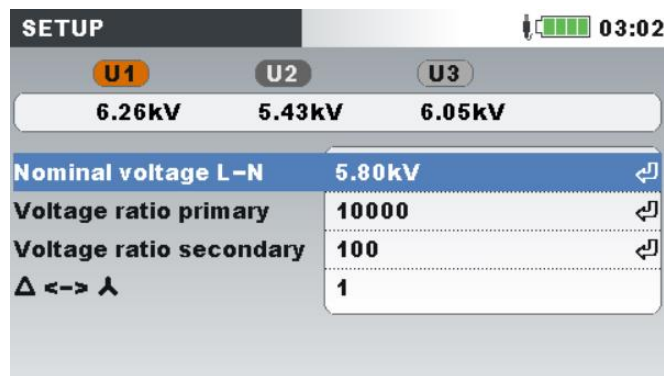 SETUP 03:02
U1 U2 U3
6.26kV 5.43kV 6.05kV
Nominal voltage L-N 5.80kV
Voltage ratio primary 10000
Voltage ratio secondary 100
Δ <-> ⅄ 1